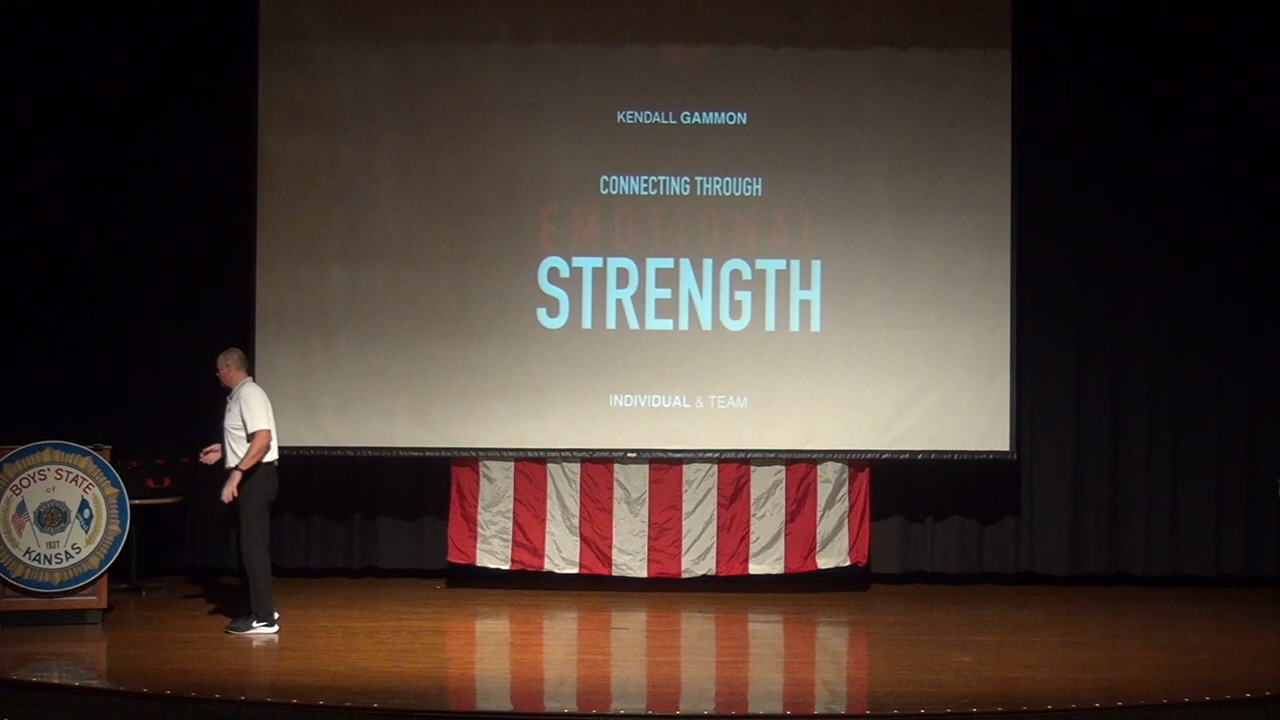 KENDALL GAMMON
CONNECTING THROUGH
EMOTIONAL
STRENGTH
INDIVIDUAL & TEAM
BOYS' STATE
of
1937
KANSAS